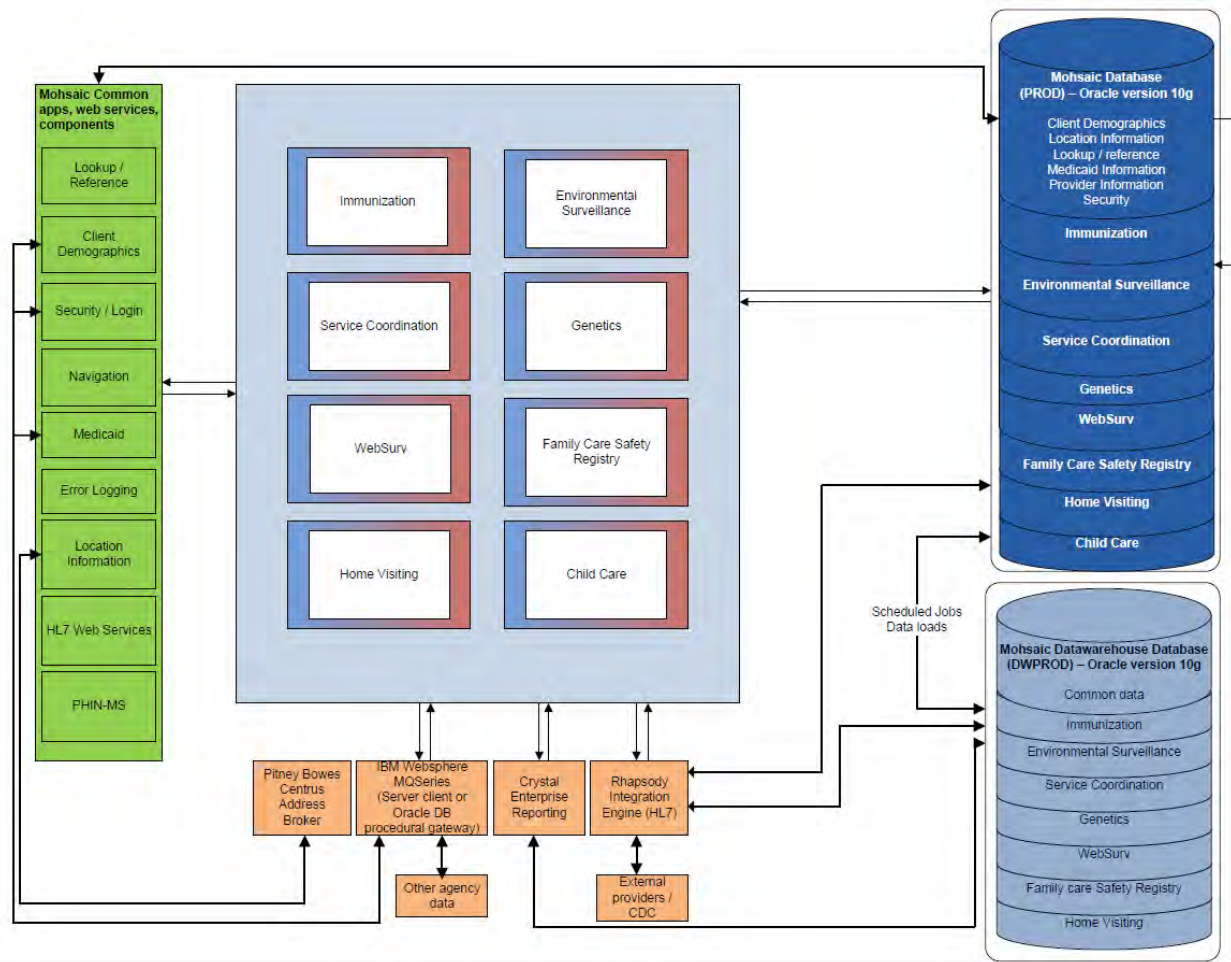 Mohsaic Common
apps, web services,
components
Lookup /
Reference
Client
Demographics
Security / Login
Navigation
Medicaid
Error Logging
Location
Information
HL7 Web Services
PHIN-MS
Immunization
Environmental
Surveillance
Service Coordination
Genetics
WebSurv
Family Care Safety
Registry
Home Visiting
Child Care
Pitney Bowes
Centrus
Address
Broker
IBM Websphere
MQSeries
(Server client or
Oracle DB
procedural gateway)
Crystal
Enterprise
Reporting
Rhapsody
Integration
Engine (HL7)
Other agency
data
External
providers /
CDC
Mohsaic Database
(PROD) – Oracle version 10g
Client Demographics
Location Information
Lookup / reference
Medicaid Information
Provider Information
Security
Immunization
Environmental Surveillance
Service Coordination
Genetics
WebSurv
Family Care Safety Registry
Home Visiting
Child Care
Scheduled Jobs
Data loads
Mohsaic Datawarehouse Database
(DWPROD) – Oracle version 10g
Common data
Immunization
Environmental Surveillance
Service Coordination
Genetics
WebSurv
Family care Safety Registry
Home Visiting